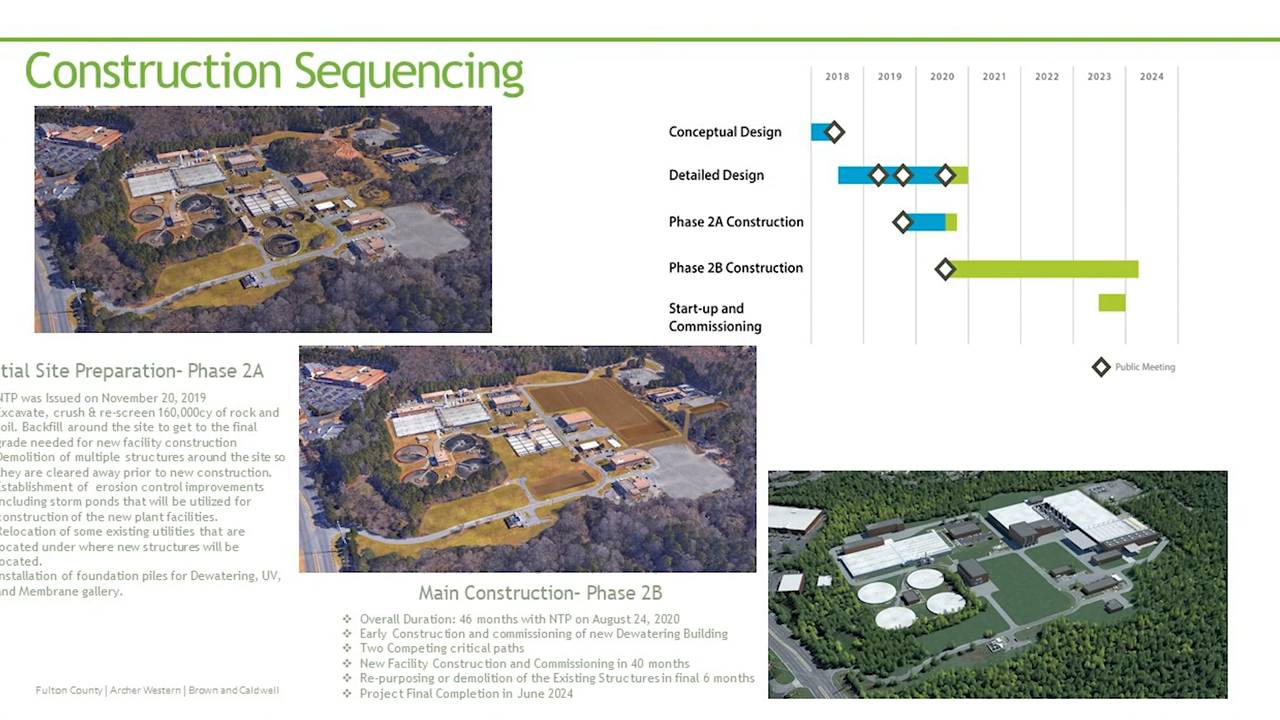 Construction Sequencing
2018 2019 2020 2021 2022 2023 2024
Conceptual Design
Detailed Design
Phase 2A Construction
Phase 2B Construction
Start-up and
Commissioning
Public Meeting
tial Site Preparation- Phase 2A
NTP was Issued on November 20, 2019
Excavate, crush & re-screen 160,000cy of rock and
oil. Backfill around the site to get to the final
grade needed for new facility construction
Demolition of multiple structures around the site so
they are cleared away prior to new construction.
Establishment of erosion control improvements
including storm ponds that will be utilized for
construction of the new plant facilities.
Relocation of some existing utilities that are
ocated under where new structures will be
ocated.
nstallation of foundation piles for Dewatering, UV,
and Membrane gallery.
Main Construction- Phase 2B
❖ Overall Duration: 46 months with NTP on August 24, 2020
❖ Early Construction and commissioning of new Dewatering Building
❖ Two Competing critical paths
❖ New Facility Construction and Commissioning in 40 months
❖ Re-purposing or demolition of the Existing Structures in final 6 months
❖ Project Final Completion in June 2024
Fulton County | Archer Western | Brown and Caldwell